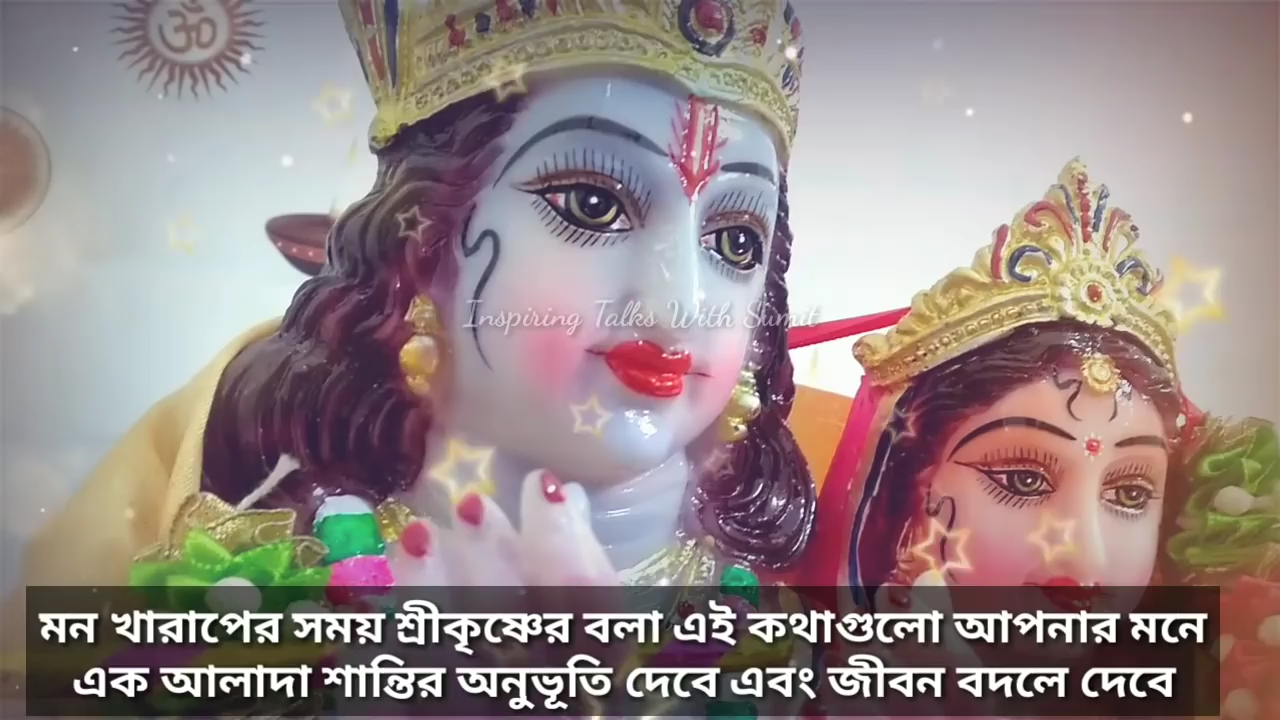 ॐ
Inspiring Talks With Sumit
মন খারাপের সময় শ্রীকৃষ্ণের বলা এই কথাগুলো আপনার মনে
এক আলাদা শান্তির অনুভূতি দেবে এবং জীবন বদলে দেবে